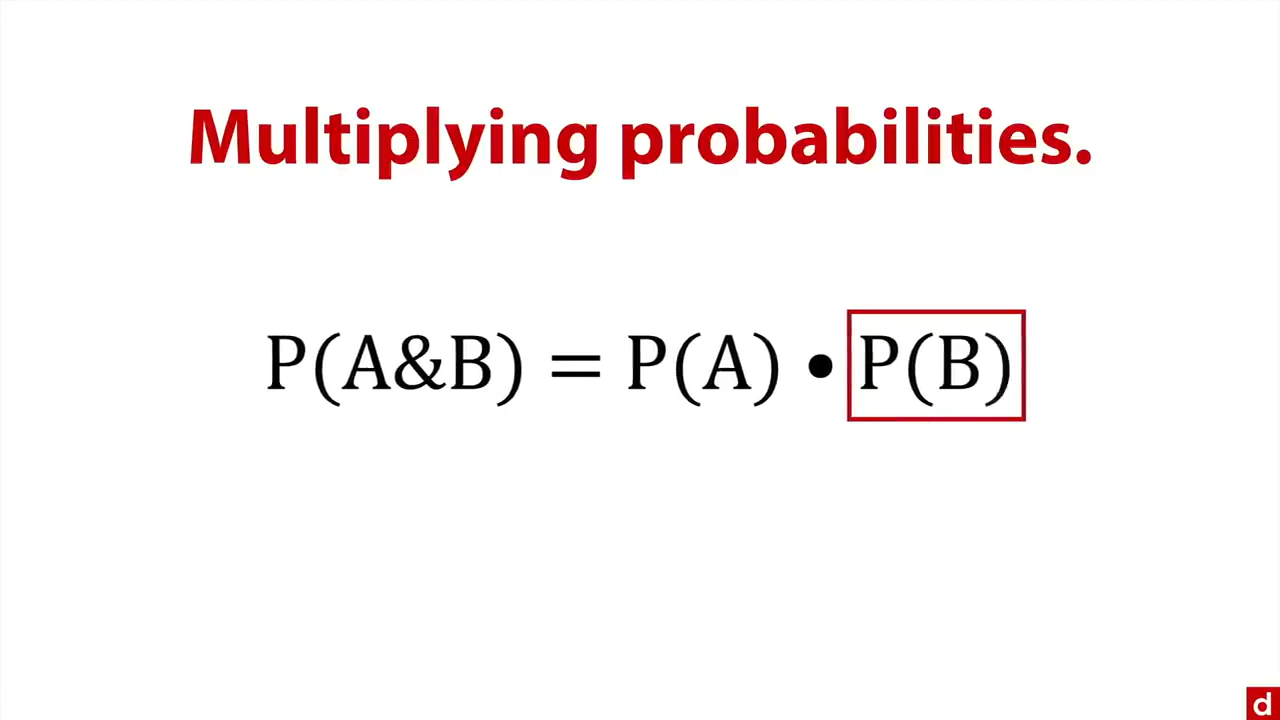 Multiplying probabilities.
P(A&B) = P(A) • P(B)
d